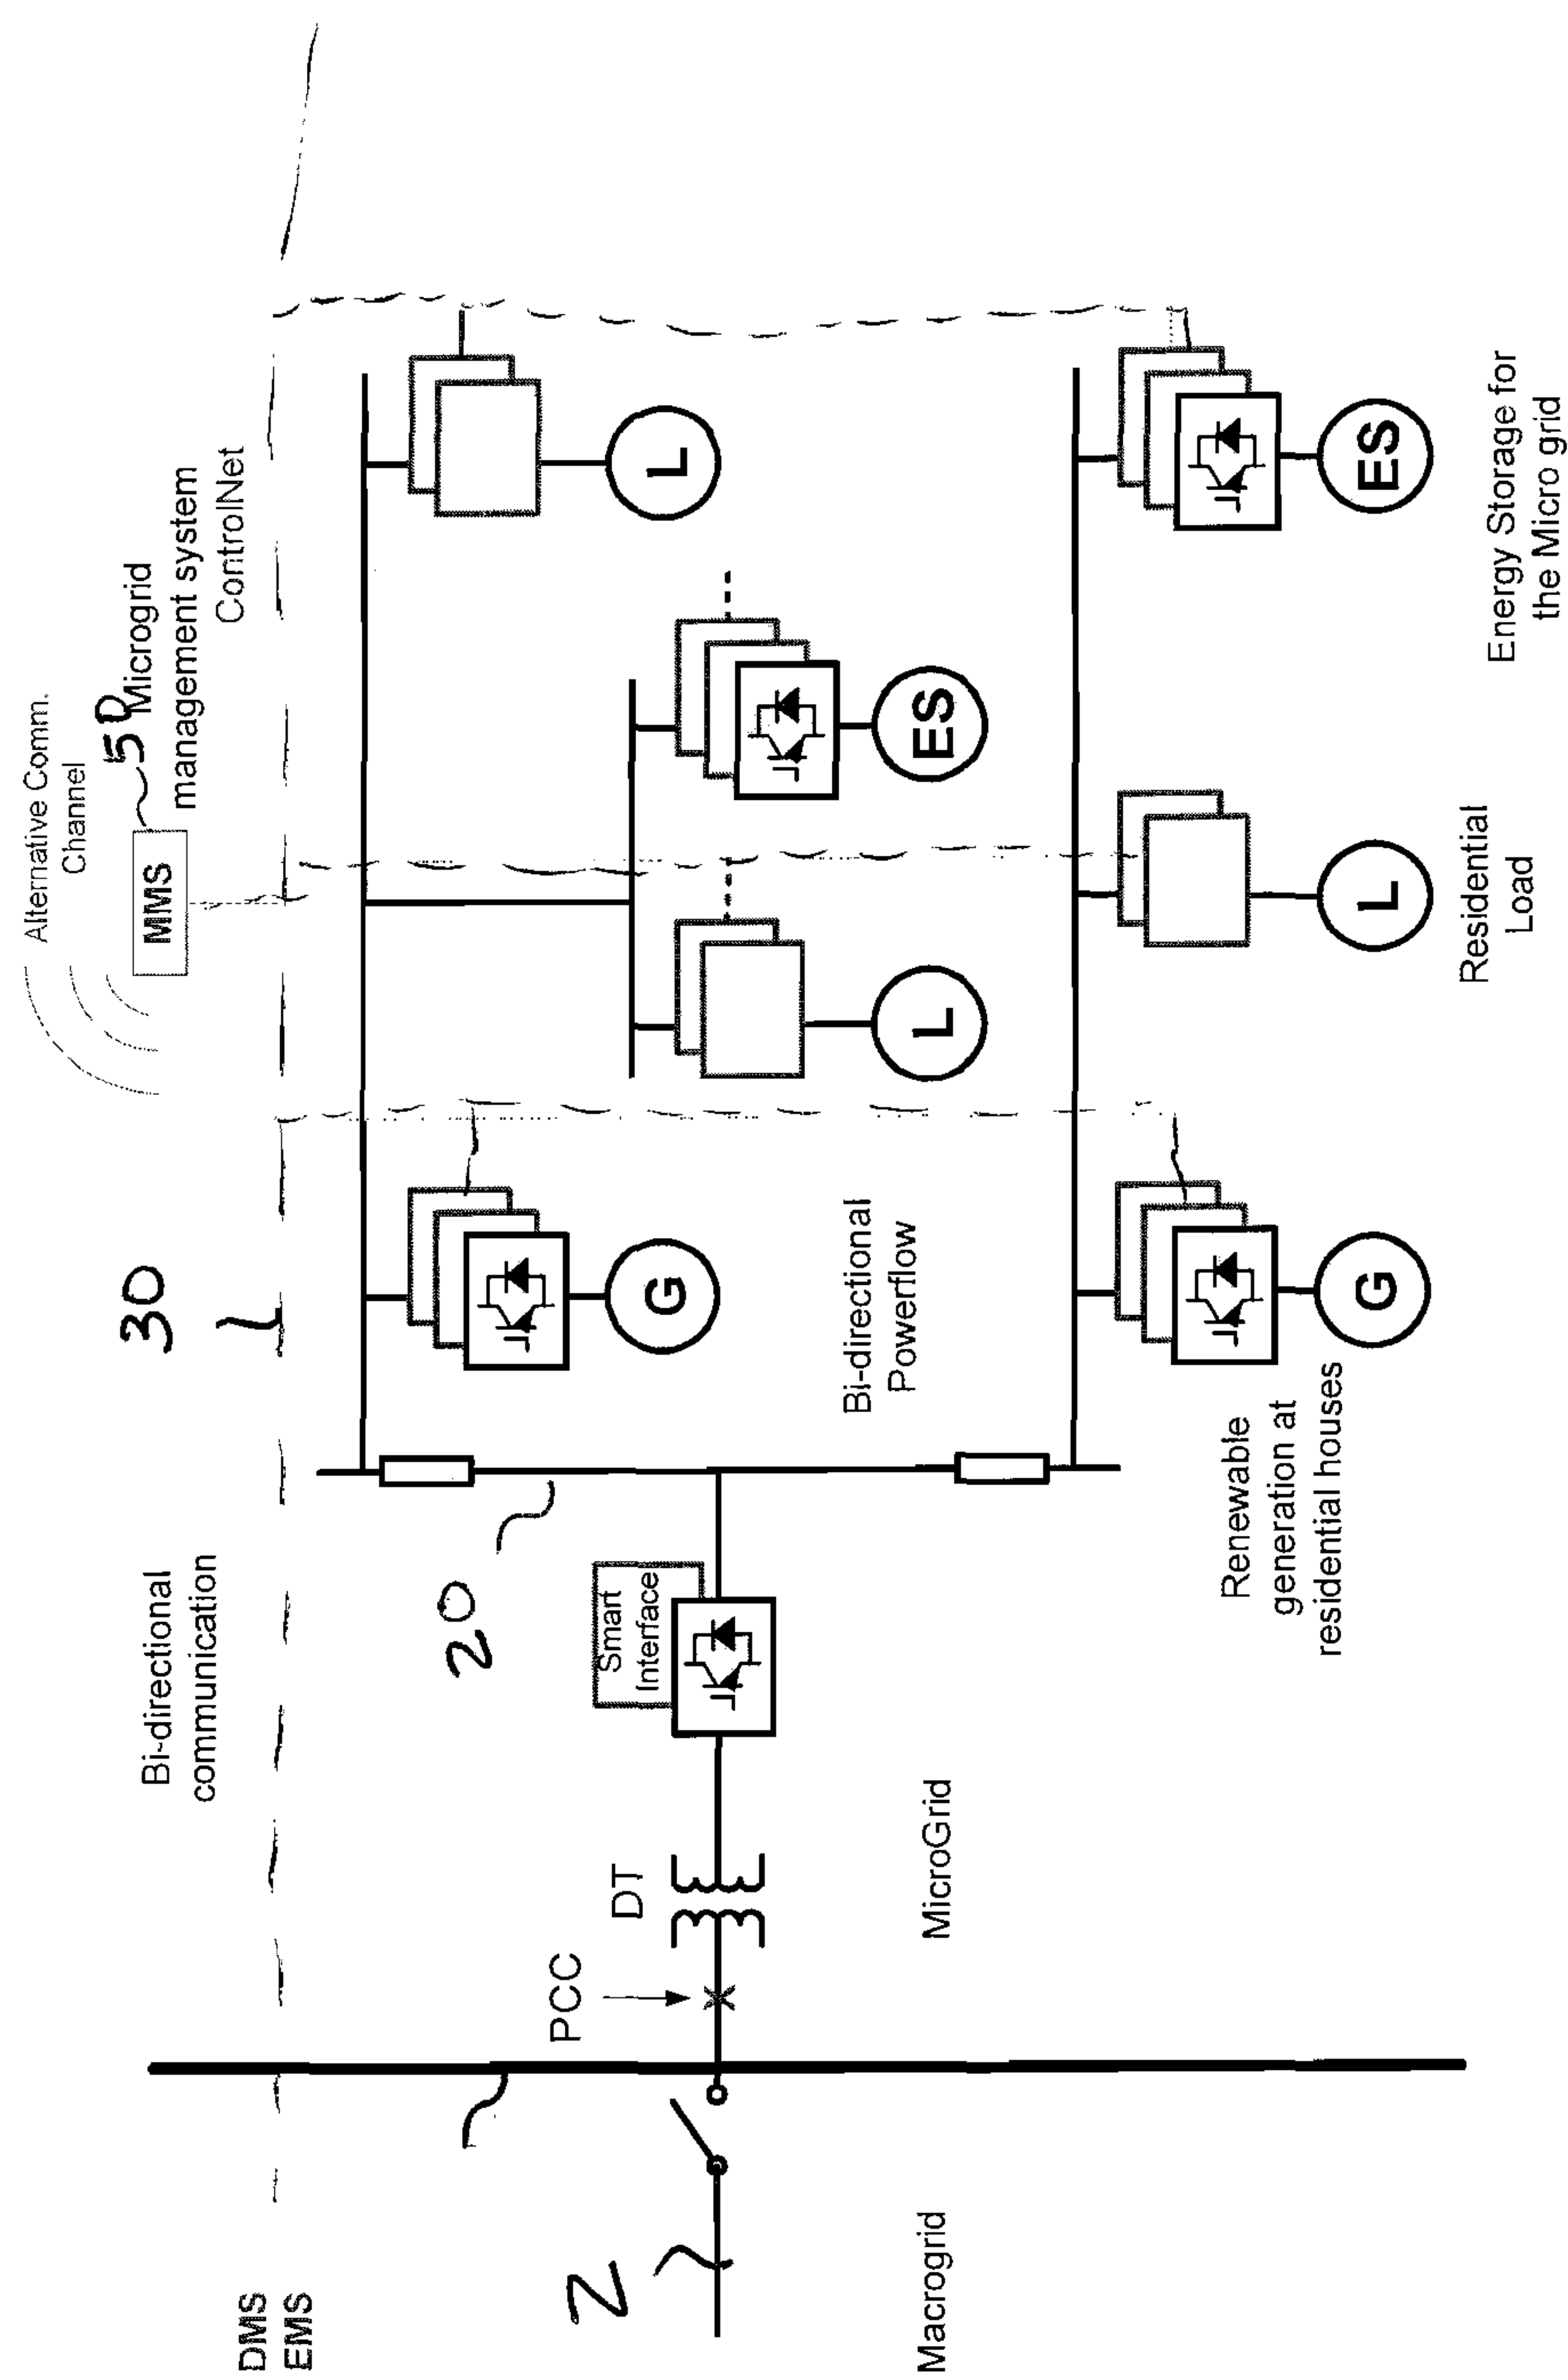 Alternative Comm.
Channel
MMS
50
Microgrid
management system
ControlNet
30
Bi-directional
communication
DMS
EMS
20
Smart
Interface
DT
PCC
2
Macrogrid
MicroGrid
Bi-directional
Powerflow
G
L
L
ES
G
L
ES
Renewable
generation at
residential houses
Residential
Load
Energy Storage for
the Micro grid